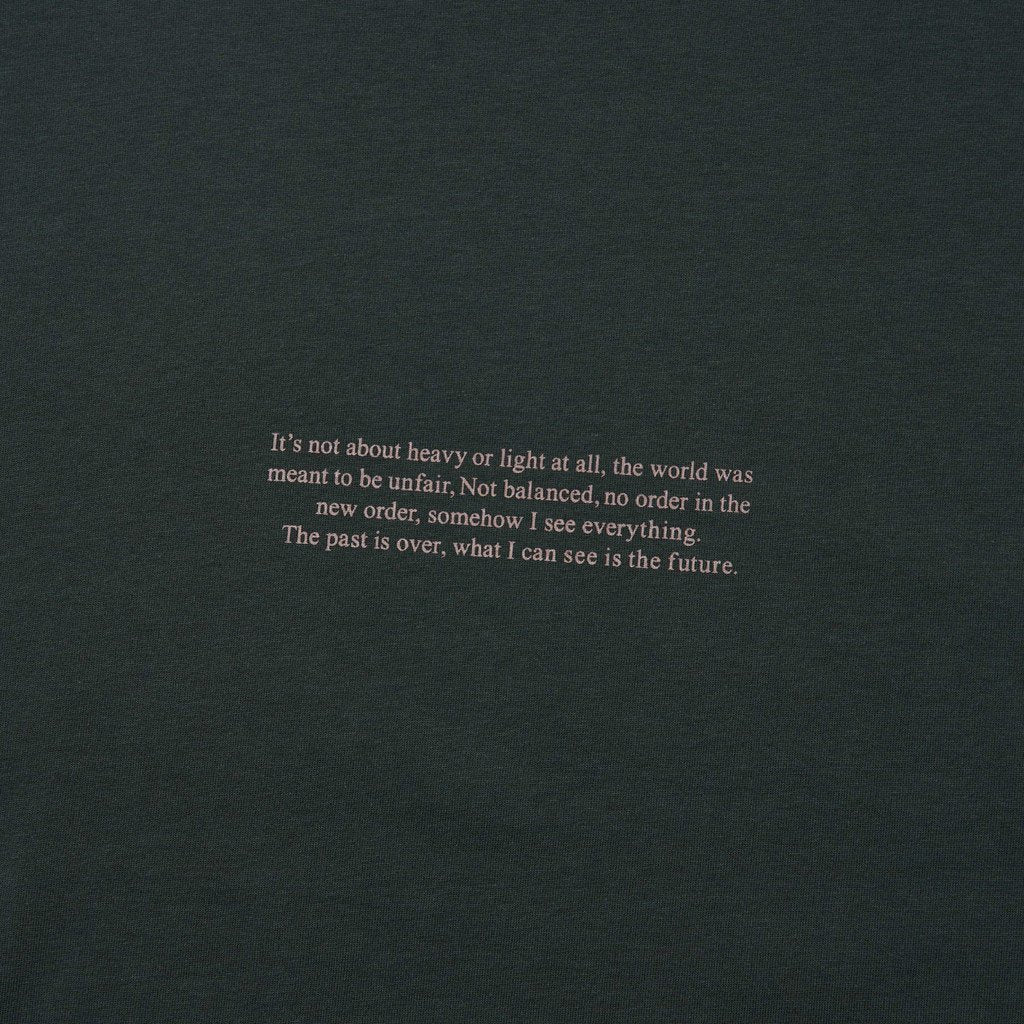 It’s not about heavy or light at all, the world was
meant to be unfair, Not balanced, no order in the
new order, somehow I see everything.
The past is over, what I can see is the future.